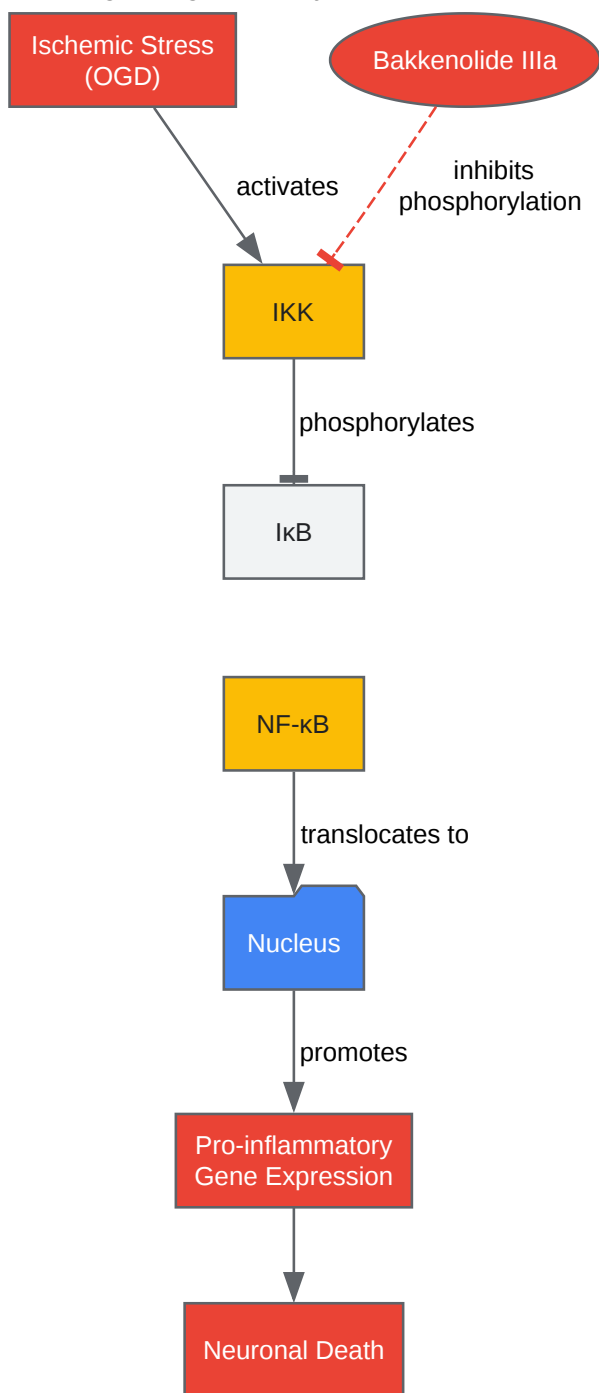 Ischemic Stress
(OGD)
Bakkenolide IIIa
activates
inhibits
phosphorylation
IKK
phosphorylates
IκB
NF-κB
translocates to
Nucleus
promotes
Pro-inflammatory
Gene Expression
Neuronal Death